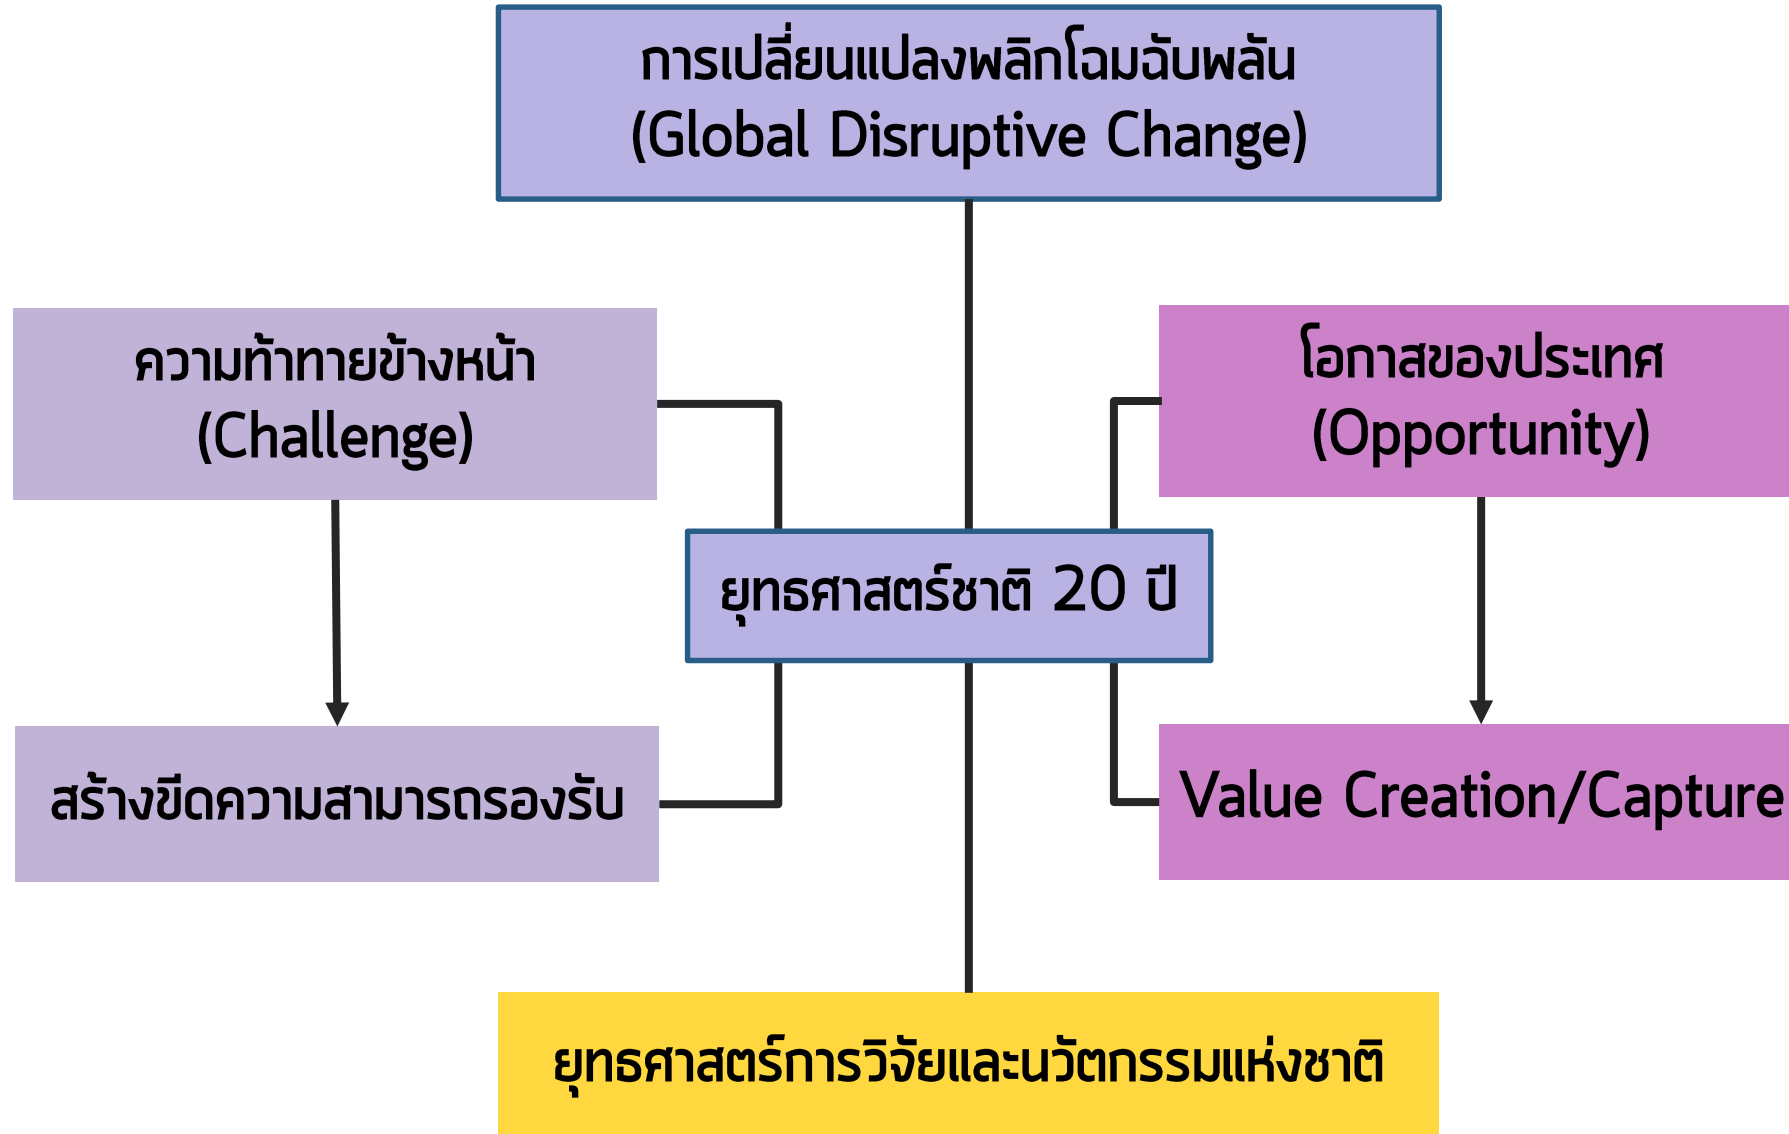 การเปลี่ยนแปลงพลิกโฉมฉับพลัน
(Global Disruptive Change)
ความท้าทายข้างหน้า
(Challenge)
โอกาสของประเทศ
(Opportunity)
ยุทธศาสตร์ชาติ 20 ปี
สร้างขีดความสามารถรองรับ
Value Creation/Capture
ยุทธศาสตร์การวิจัยและนวัตกรรมแห่งชาติ